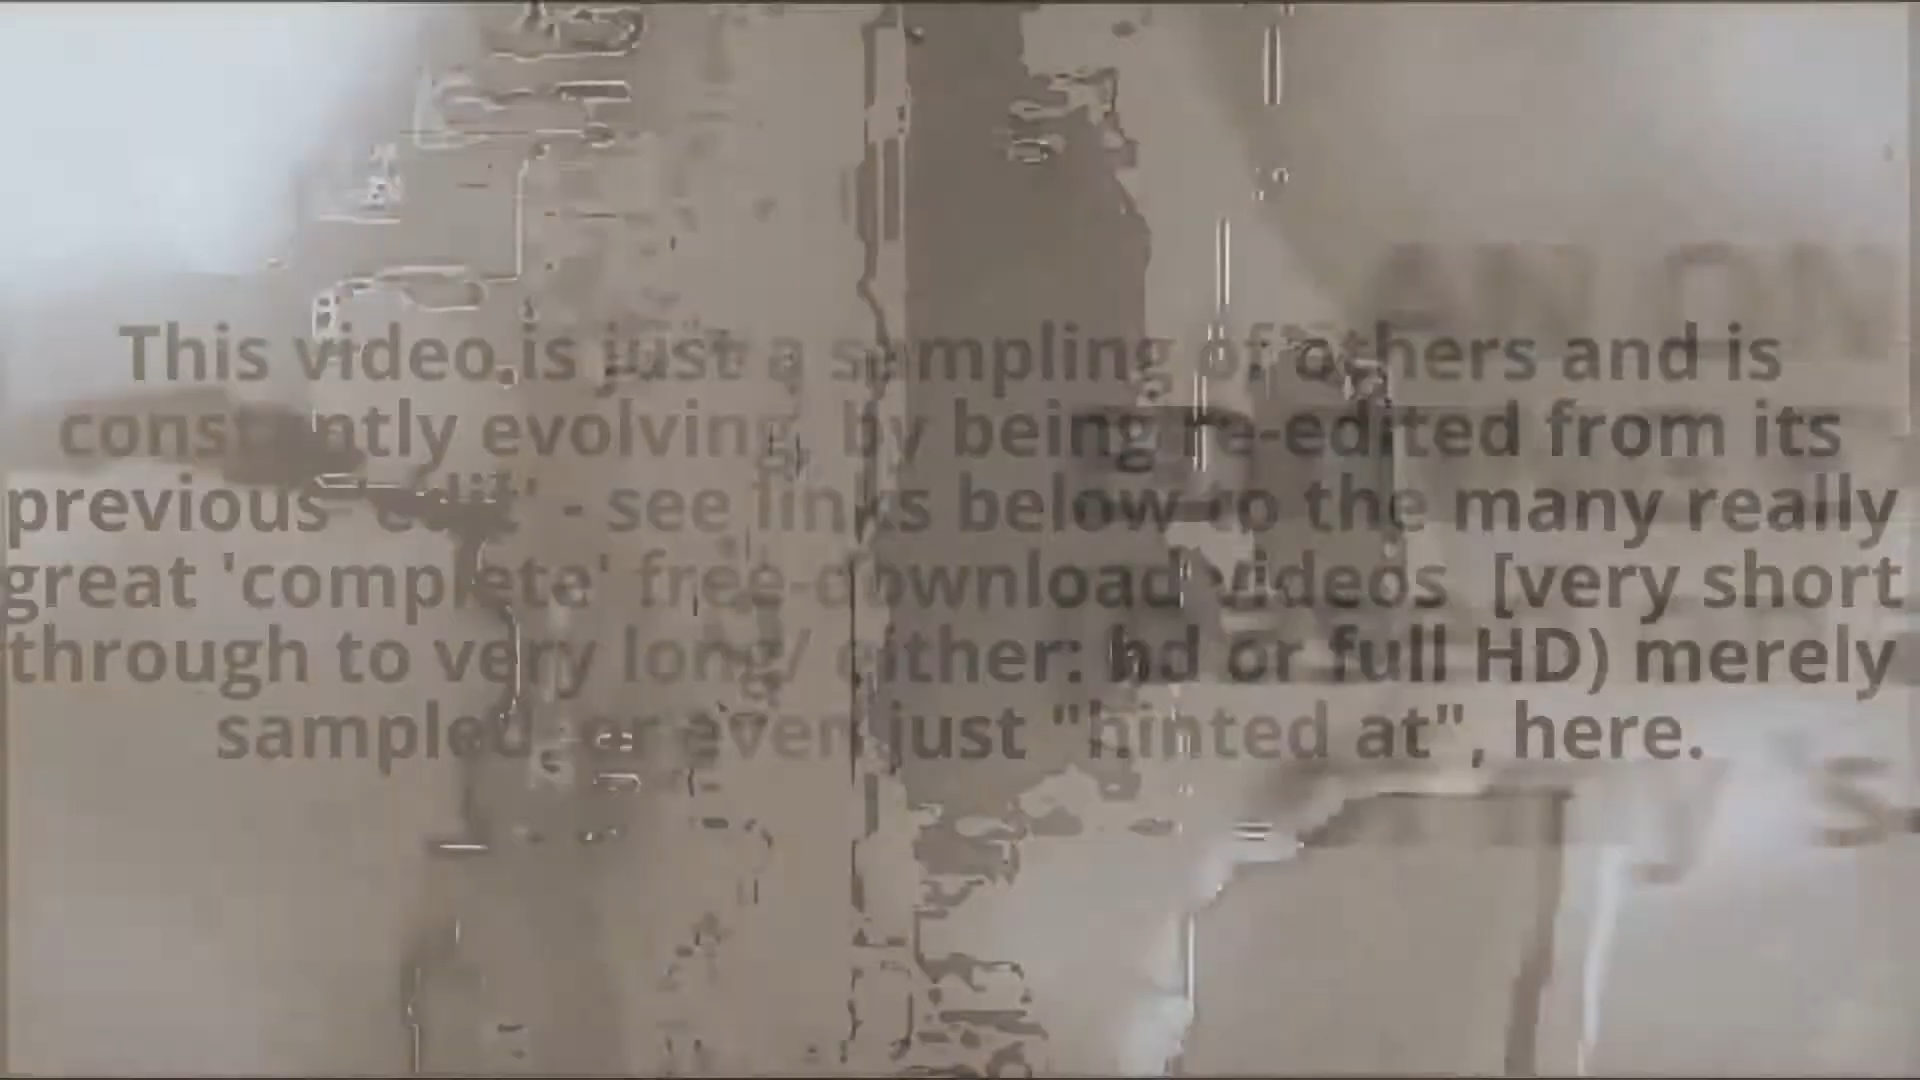 AN ON
This video is just a sampling of others and is
constantly evolving, by being re-edited from its
previous 'edit' - see links below to the many really
great 'complete' free-download videos [very short
through to very long/ either: hd or full HD) merely
sampled, or even just "hinted at", here.
S-